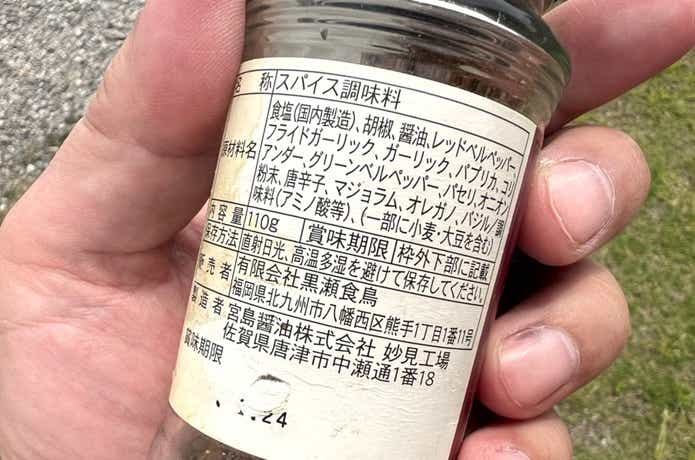 称 スパイス調味料
原材料名 食塩(国内製造)、胡椒、醤油、レッドベルペッパー、
フライドガーリック、ガーリック、パプリカ、コリ
アンダー、グリーンベルペッパー、パセリ、オニオン
粉末、唐辛子、マジョラム、オレガノ、バジル/調
味料(アミノ酸等)、(一部に小麦・大豆を含む)
内容量 110g 賞味期限 枠外下部に記載
保存方法 直射日光、高温多湿を避けて保存してください。
販売者 有限会社黒瀬食鳥
福岡県北九州市八幡西区熊手1丁目1番11号
製造者 宮島醤油株式会社 妙見工場
佐賀県唐津市中瀬通1番18
賞味期限
24